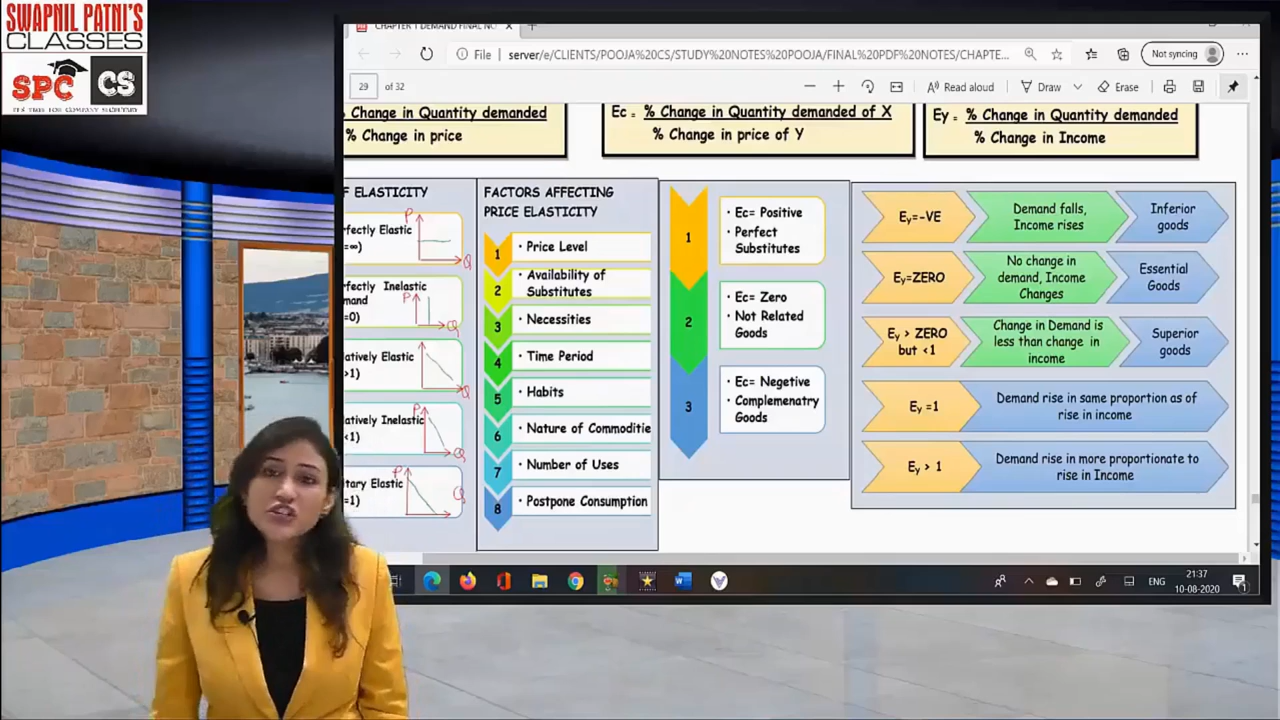 SWAPNIL PATNI'S
CLASSES
SPC CS
CHAPTER 1 DEMAND FINAL NO
File server/e/CLIENTS/POOJA%20CS/STUDY%20NOTES%20POOJA/FINAL%20PDF%20NOTES/CHAPTE...
Not syncing
29 of 32
Read aloud
Draw
Erase
% Change in Quantity demanded
% Change in price
Ec = % Change in Quantity demanded of X
% Change in price of Y
Ey = % Change in Quantity demanded
% Change in Income
F ELASTICITY
rfectly Elastic
=∞)
P
Q
rfectly Inelastic
mand
=0)
P
Q
atively Elastic
>1)
Q
atively Inelastic
<1)
P
Q
itary Elastic
=1)
P
Q
FACTORS AFFECTING
PRICE ELASTICITY
1 • Price Level
2 • Availability of
Substitutes
3 • Necessities
4 • Time Period
5 • Habits
6 • Nature of Commoditie
7 • Number of Uses
8 • Postpone Consumption
1
• Ec= Positive
• Perfect
Substitutes
2
• Ec= Zero
• Not Related
Goods
3
• Ec= Negetive
• Complemenatry
Goods
Ey=-VE
Demand falls,
Income rises
Inferior
goods
Ey=ZERO
No change in
demand, Income
Changes
Essential
Goods
Ey > ZERO
but <1
Change in Demand is
less than change in
income
Superior
goods
Ey =1
Demand rise in same proportion as of
rise in income
Ey > 1
Demand rise in more proportionate to
rise in Income
ENG
21:37
10-08-2020